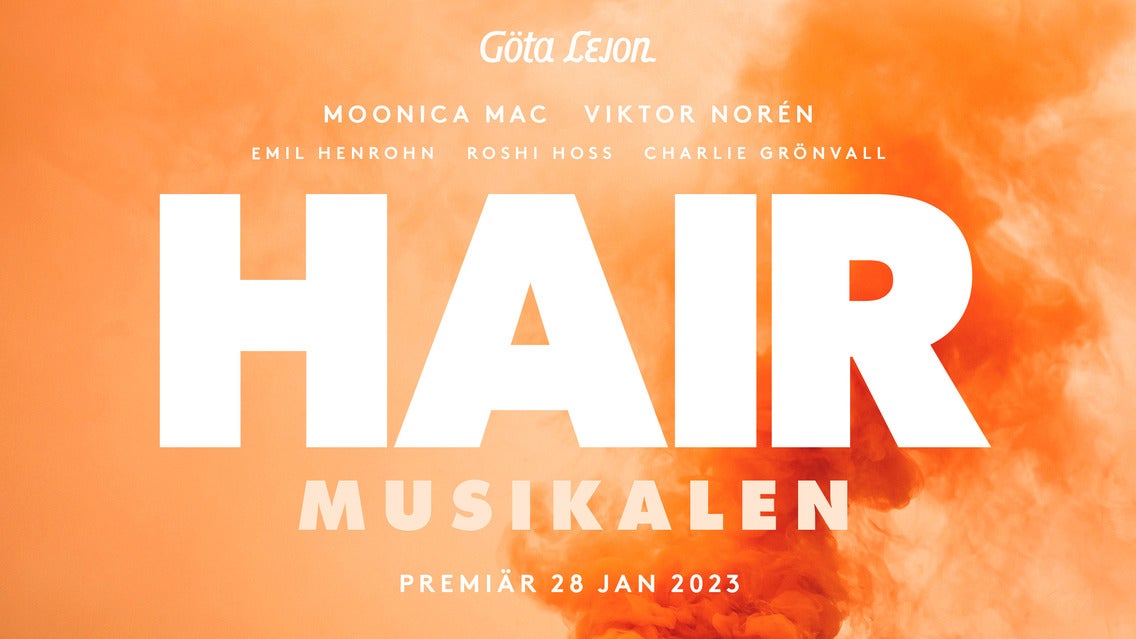 Göta Lejon
MOONICA MAC VIKTOR NORÉN
EMIL HENROHN ROSHI HOSS CHARLIE GRÖNVALL
HAIR
MUSIKALEN
PREMIÄR 28 JAN 2023